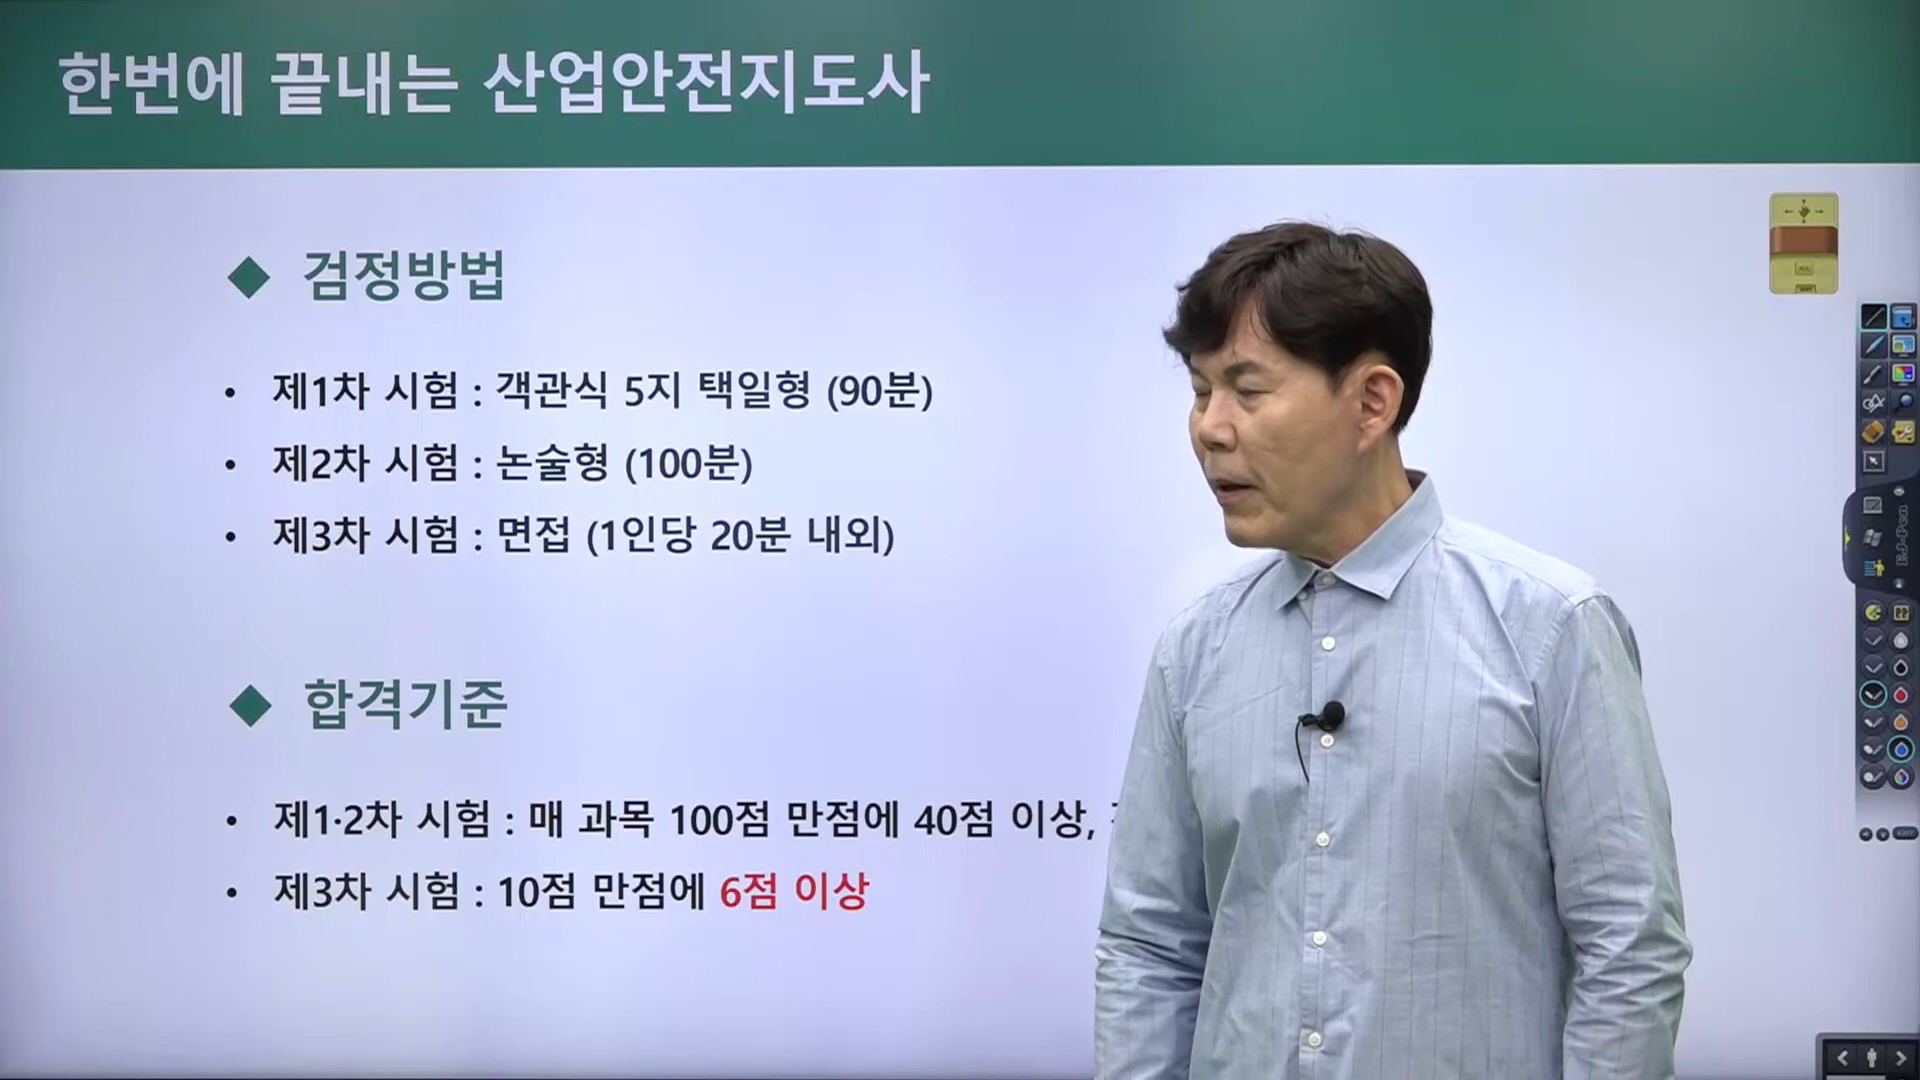 한번에 끝내는 산업안전지도사
◆ 검정방법
• 제1차 시험 : 객관식 5지 택일형 (90분)
• 제2차 시험 : 논술형 (100분)
• 제3차 시험 : 면접 (1인당 20분 내외)
◆ 합격기준
• 제1·2차 시험 : 매 과목 100점 만점에 40점 이상,
• 제3차 시험 : 10점 만점에 6점 이상